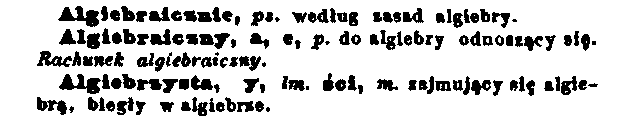 Algiebraicznie, ps. według zasad algiebry.
Algiebraiczny, a, e, p. do algiebry odnoszący się.
Rachunek algiebraiczny.
Algiebrzysta, y, lm. ści, m. zajmujący się algie-
brą, biegły w algiebrze.